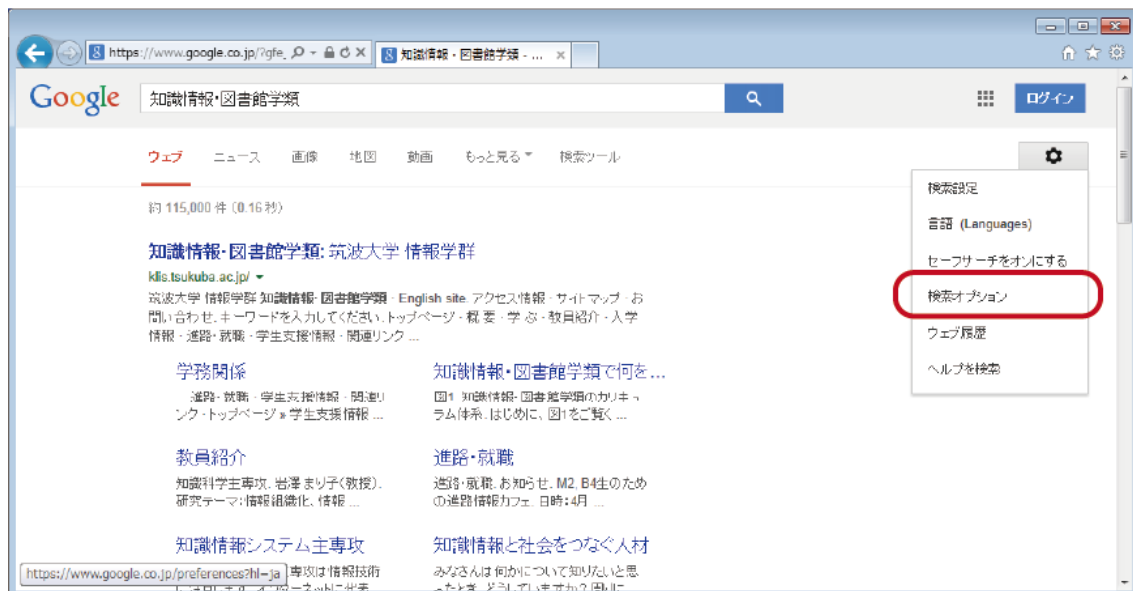 https://www.google.co.jp/?gfe_
知識情報・図書館学類 - ...
Google
知識情報・図書館学類
ログイン
ウェブ ニュース 画像 地図 動画 もっと見る 検索ツール
約 115,000 件 (0.16 秒)
検索設定
言語 (Languages)
セーフサーチをオンにする
検索オプション
ウェブ履歴
ヘルプを検索
知識情報・図書館学類: 筑波大学 情報学群
klis.tsukuba.ac.jp/
筑波大学 情報学群 知識情報・図書館学類 · English site. アクセス情報 · サイトマップ · お
問い合わせ. キーワードを入力してください. トップページ · 概要 · 学ぶ · 教員紹介 · 入学
情報 · 進路・就職 · 学生支援情報 · 関連リンク ...
学務関係
進路・就職 · 学生支援情報 · 関連リ
ンク · トップページ » 学生支援情報 ...
知識情報・図書館学類で何を...
図1 知識情報・図書館学類のカリキュ
ラム体系. はじめに、図1をご覧く ...
教員紹介
知識科学主専攻. 岩澤 まり子(教授).
研究テーマ:情報組織化、情報 ...
進路・就職
進路・就職. お知らせ. M2, B4生のため
の進路情報カフェ. 日時:4月 ...
知識情報システム主専攻
専攻は情報技術
知識情報と社会をつなぐ人材
みなさんは何かについて知りたいと思
ったとき、どうしていますか?
https://www.google.co.jp/preferences?hl=ja